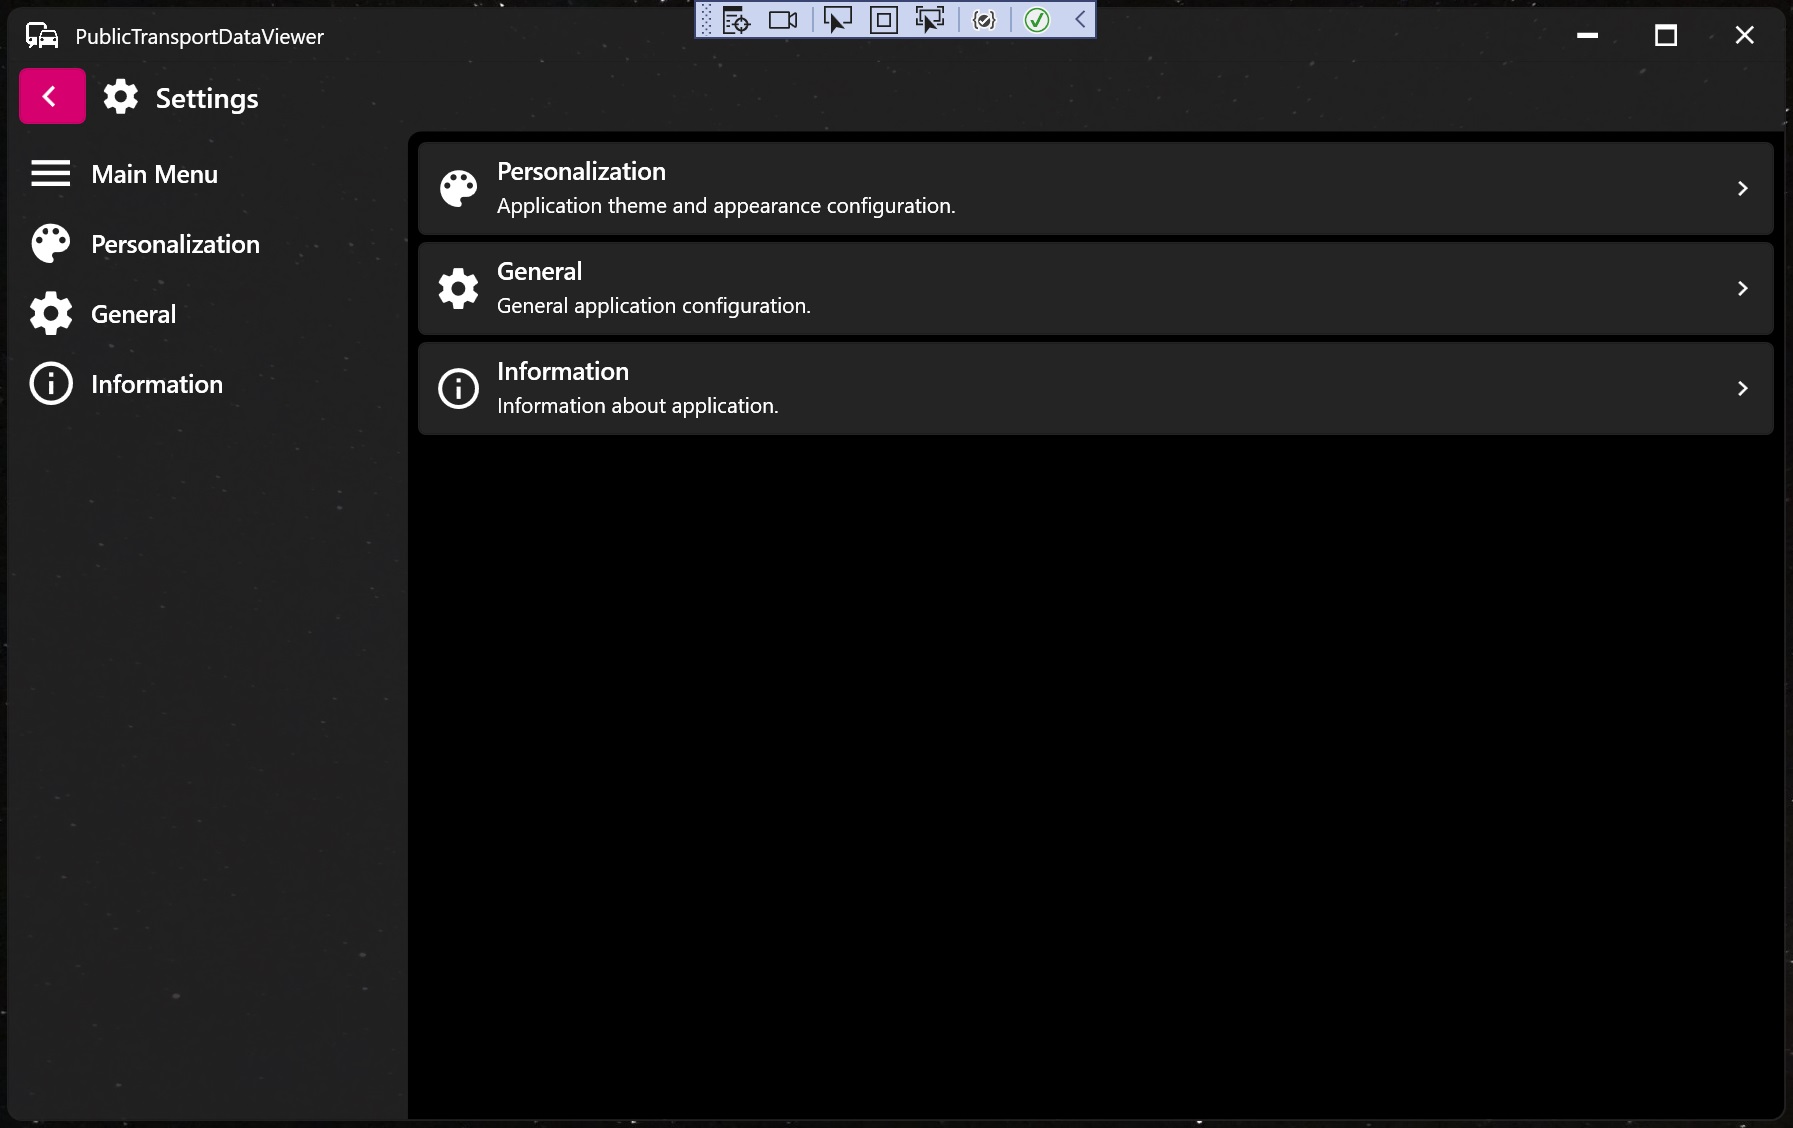 PublicTransportDataViewer
Settings
Main Menu
Personalization
General
Information
Personalization
Application theme and appearance configuration.
General
General application configuration.
Information
Information about application.